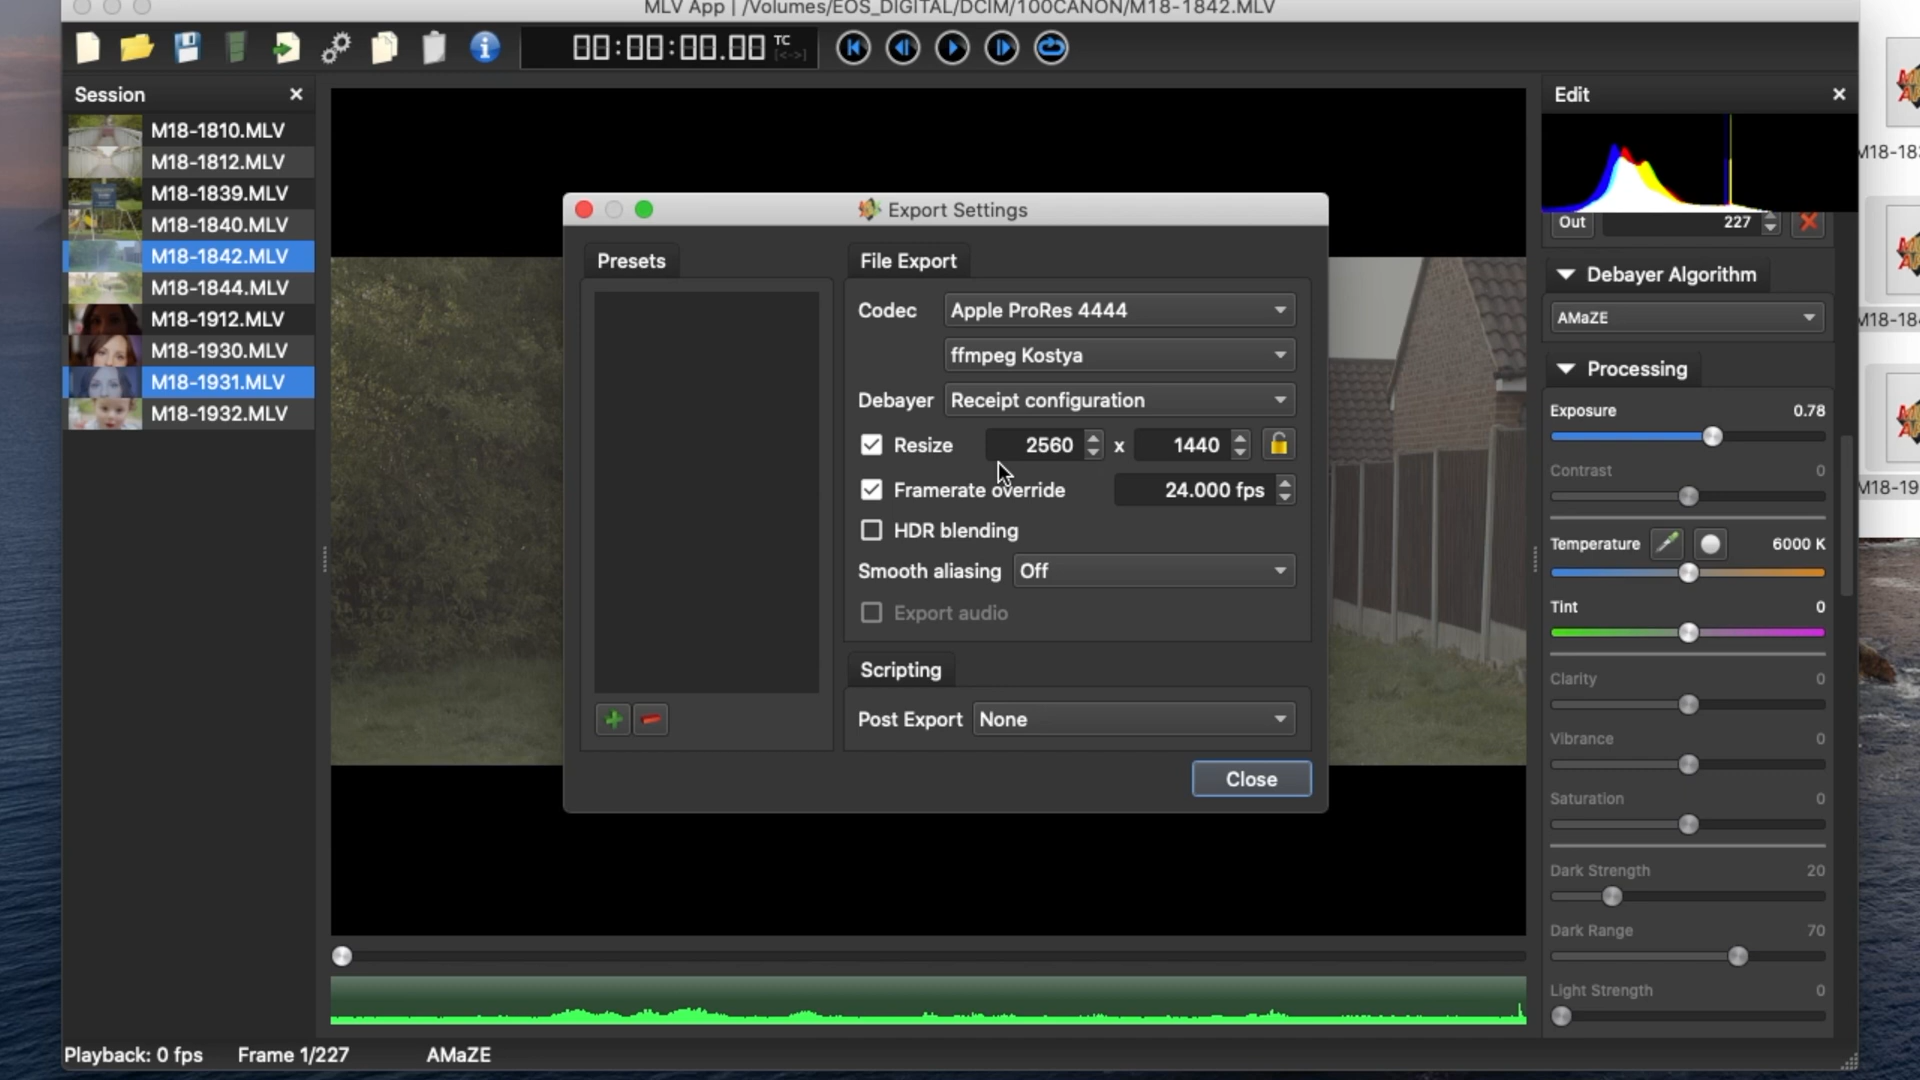 MLV App | /Volumes/EOS_DIGITAL/DCIM/100CANON/M18-1842.MLV
00:00:00.00 TC
[<->]
Session
M18-1810.MLV
M18-1812.MLV
M18-1839.MLV
M18-1840.MLV
M18-1842.MLV
M18-1844.MLV
M18-1912.MLV
M18-1930.MLV
M18-1931.MLV
M18-1932.MLV
Export Settings
Presets
File Export
Codec Apple ProRes 4444
ffmpeg Kostya
Debayer Receipt configuration
Resize 2560 x 1440
Framerate override 24.000 fps
HDR blending
Smooth aliasing Off
Export audio
Scripting
Post Export None
Close
Edit
Out 227
Debayer Algorithm
AMaZE
Processing
Exposure 0.78
Contrast 0
Temperature 6000 K
Tint 0
Clarity 0
Vibrance 0
Saturation 0
Dark Strength 20
Dark Range 70
Light Strength 0
Playback: 0 fps Frame 1/227 AMaZE